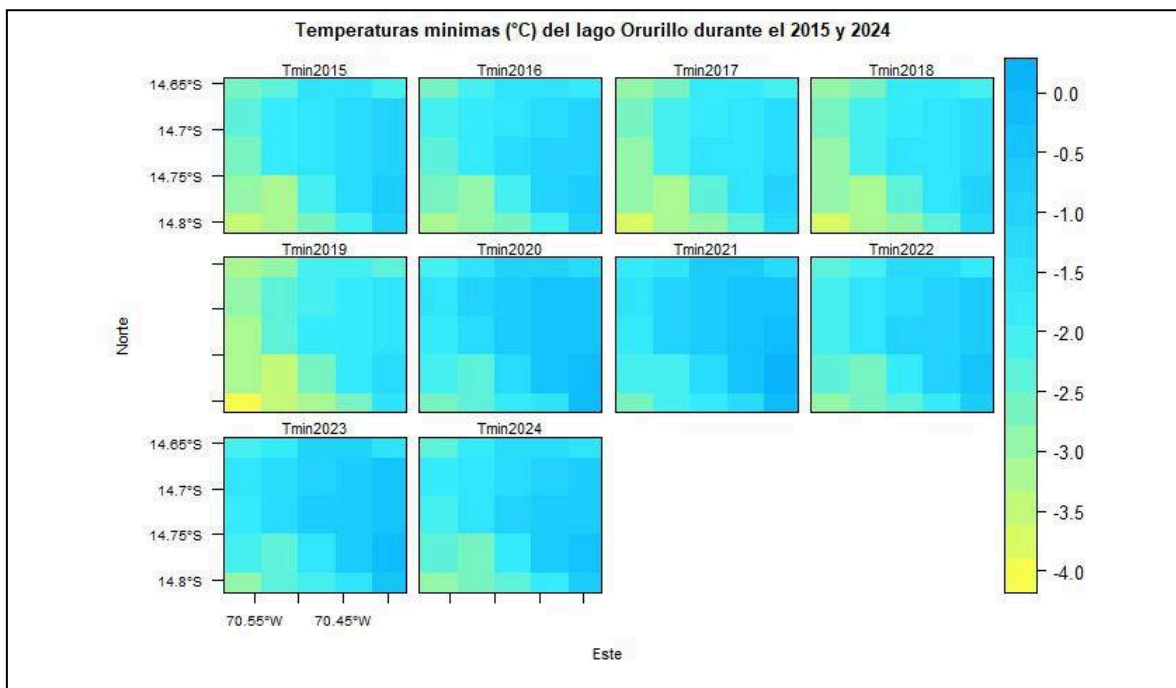 Temperaturas minimas (°C) del lago Orurillo durante el 2015 y 2024
Tmin2015 Tmin2016 Tmin2017 Tmin2018
14.65°S
14.7°S
14.75°S
14.8°S
Tmin2019 Tmin2020 Tmin2021 Tmin2022
Norte
Tmin2023 Tmin2024
14.65°S
14.7°S
14.75°S
14.8°S
70.55°W 70.45°W
Este
0.0
-0.5
-1.0
-1.5
-2.0
-2.5
-3.0
-3.5
-4.0